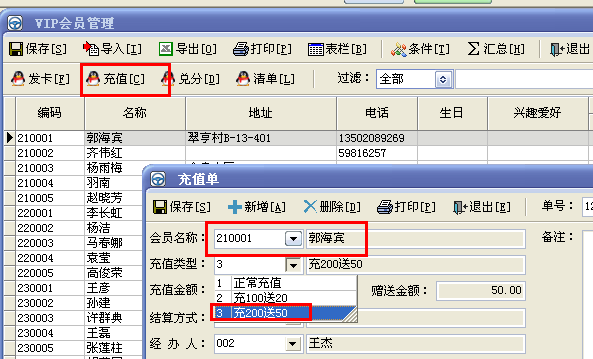 VIP会员管理
保存[S] 导入[I] 导出[O] 打印[P] 表栏[B] 条件[T] 汇总[H] 退出
发卡[F] 充值[C] 兑分[D] 清单[L] 过滤： 全部
编码 名称 地址 电话 生日 兴趣爱好
210001 郭海宾 翠亨村B-13-401 13502089269
210002 齐伟红 59816257
210003 杨雨梅
210004 羽南
210005 赵晓芳
220001 李长虹
220002 杨洁
220003 马春娜
220004 袁莹
220005 高俊荣
230001 王彦
230002 孙建
230003 许群典
230004 王磊
230005 张莲柱
充值单
保存[S] 新增[A] 删除[D] 打印[P] 退出[E] 单号： 12
会员名称： 210001 郭海宾 备注：
充值类型： 3 充200送50
充值金额： 赠送金额： 50.00
1 正常充值
2 充100送20
3 充200送50
结算方式：
经 办 人： 002 王杰